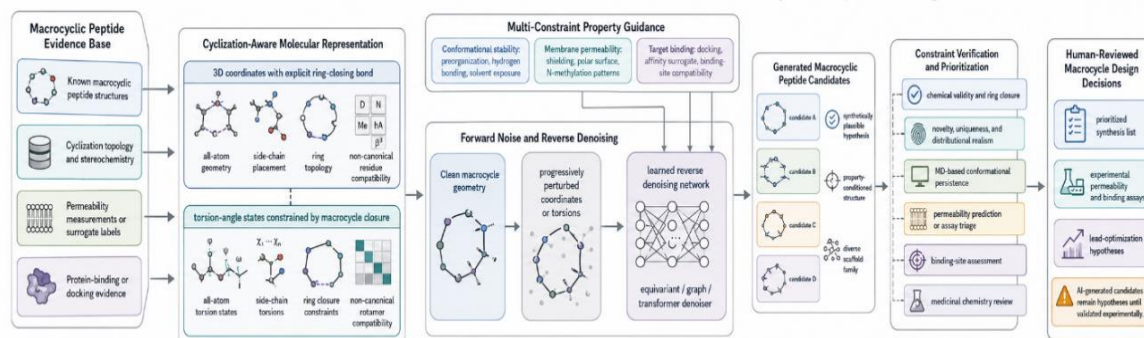 Macrocyclic Peptide
Evidence Base
Known macrocyclic
peptide structures
Cyclization topology
and stereochemistry
Permeability
measurements or
surrogate labels
Protein-binding or
docking evidence
Cyclization-Aware Molecular Representation
3D coordinates with explicit ring-closing bond
D N
Me hA
β³
all-atom
geometry
side-chain
placement
ring
topology
non-canonical
residue
compatibility
torsion-angle states constrained by macrocycle closure
φ ψ ω
χ₁ ⋯ χₙ
all-atom
torsion states
side-chain
torsions
ring closure
constraints
non-canonical
rotamer
compatibility
Multi-Constraint Property Guidance
Conformational stability:
preorganization, hydrogen
bonding, solvent exposure
Membrane permeability:
shielding, polar surface,
N-methylation patterns
Target binding: docking,
affinity surrogate, binding-
site compatibility
Forward Noise and Reverse Denoising
Clean macrocycle
geometry
progressively
perturbed
coordinates
or torsions
learned reverse
denoising network
equivariant / graph /
transformer denoiser
Generated Macrocyclic
Peptide Candidates
candidate A
candidate B
candidate C
candidate D
synthetically
plausible
hypothesis
property-
conditioned
structure
diverse
scaffold
family
Constraint Verification
and Prioritization
chemical validity and ring closure
novelty, uniqueness, and
distributional realism
MD-based conformational
persistence
permeability prediction
or assay triage
binding-site assessment
medicinal chemistry review
Human-Reviewed
Macrocycle Design
Decisions
prioritized
synthesis list
experimental
permeability
and binding assays
lead-optimization
hypotheses
AI-generated candidates
remain hypotheses until
validated experimentally.